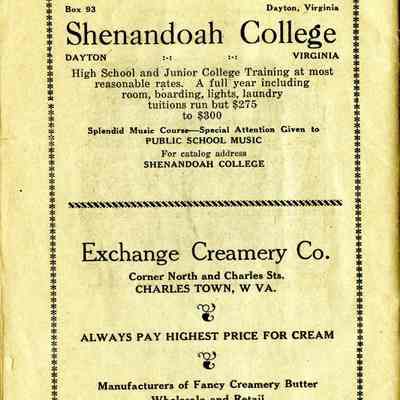 Box 93 Dayton, Virginia
Shenandoah College
DAYTON :-: :-: VIRGINIA
High School and Junior College Training at most
reasonable rates. A full year including
room, boarding, lights, laundry
tuitions run but $275
to $300
Splendid Music Course—Special Attention Given to
PUBLIC SCHOOL MUSIC
For catalog address
SHENANDOAH COLLEGE
Exchange Creamery Co.
Corner North and Charles Sts.
CHARLES TOWN, W VA.
ALWAYS PAY HIGHEST PRICE FOR CREAM
Manufacturers of Fancy Creamery Butter
Wholesale and Retail